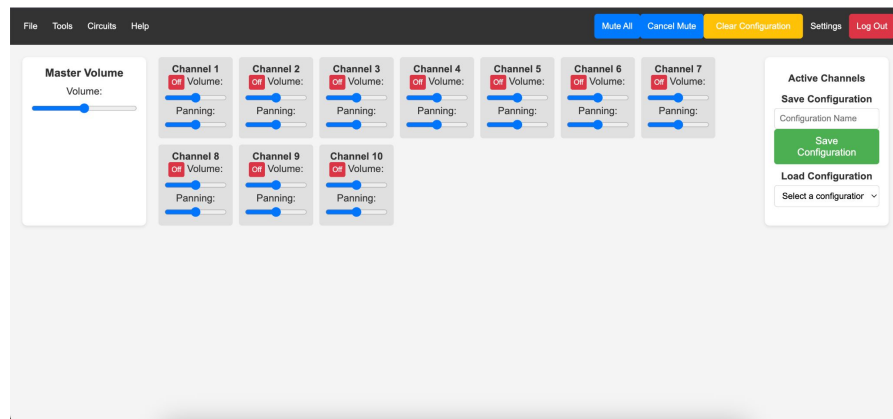 File Tools Circuits Help Mute All Cancel Mute Clear Configuration Settings Log Out
Master Volume
Volume:
Channel 1
Off Volume:
Panning:
Channel 2
Off Volume:
Panning:
Channel 3
Off Volume:
Panning:
Channel 4
Off Volume:
Panning:
Channel 5
Off Volume:
Panning:
Channel 6
Off Volume:
Panning:
Channel 7
Off Volume:
Panning:
Channel 8
Off Volume:
Panning:
Channel 9
Off Volume:
Panning:
Channel 10
Off Volume:
Panning:
Active Channels
Save Configuration
Configuration Name
Save
Configuration
Load Configuration
Select a configuration